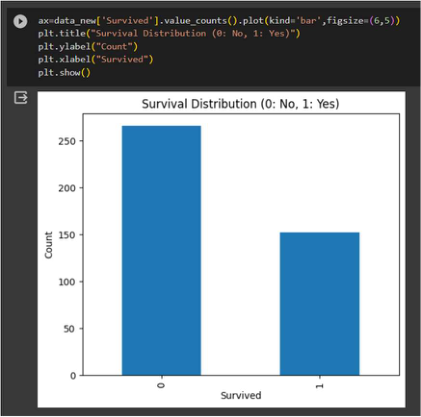 ax=data_new['Survived'].value_counts().plot(kind='bar',figsize=(6,5))
plt.title("Survival Distribution (0: No, 1: Yes)")
plt.ylabel("Count")
plt.xlabel("Survived")
plt.show()
Survival Distribution (0: No, 1: Yes)
250
200
150
100
50
0
Count
0
1
Survived